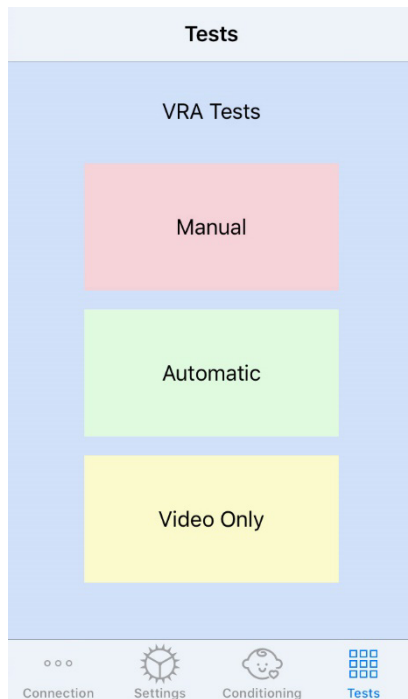 Tests
VRA Tests
Manual
Automatic
Video Only
Connection Settings Conditioning Tests